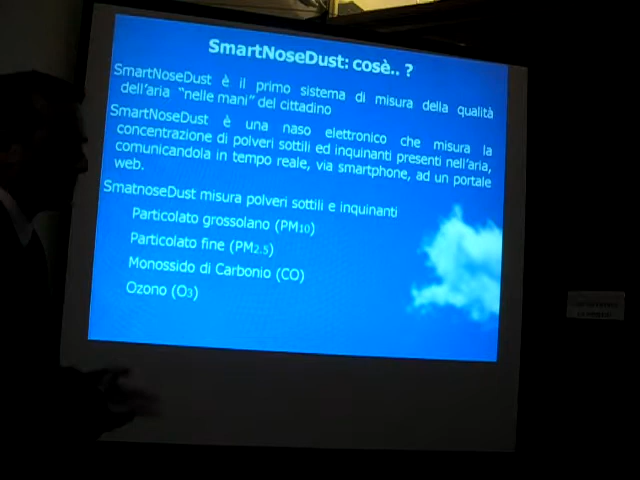 SmartNoseDust: cosè.. ?
SmartNoseDust è il primo sistema di misura della qualità
dell'aria "nelle mani" del cittadino
SmartNoseDust è una naso elettronico che misura la
concentrazione di polveri sottili ed inquinanti presenti nell'aria,
comunicandola in tempo reale, via smartphone, ad un portale
web.
SmatnoseDust misura polveri sottili e inquinanti
Particolato grossolano (PM10)
Particolato fine (PM2.5)
Monossido di Carbonio (CO)
Ozono (O3)